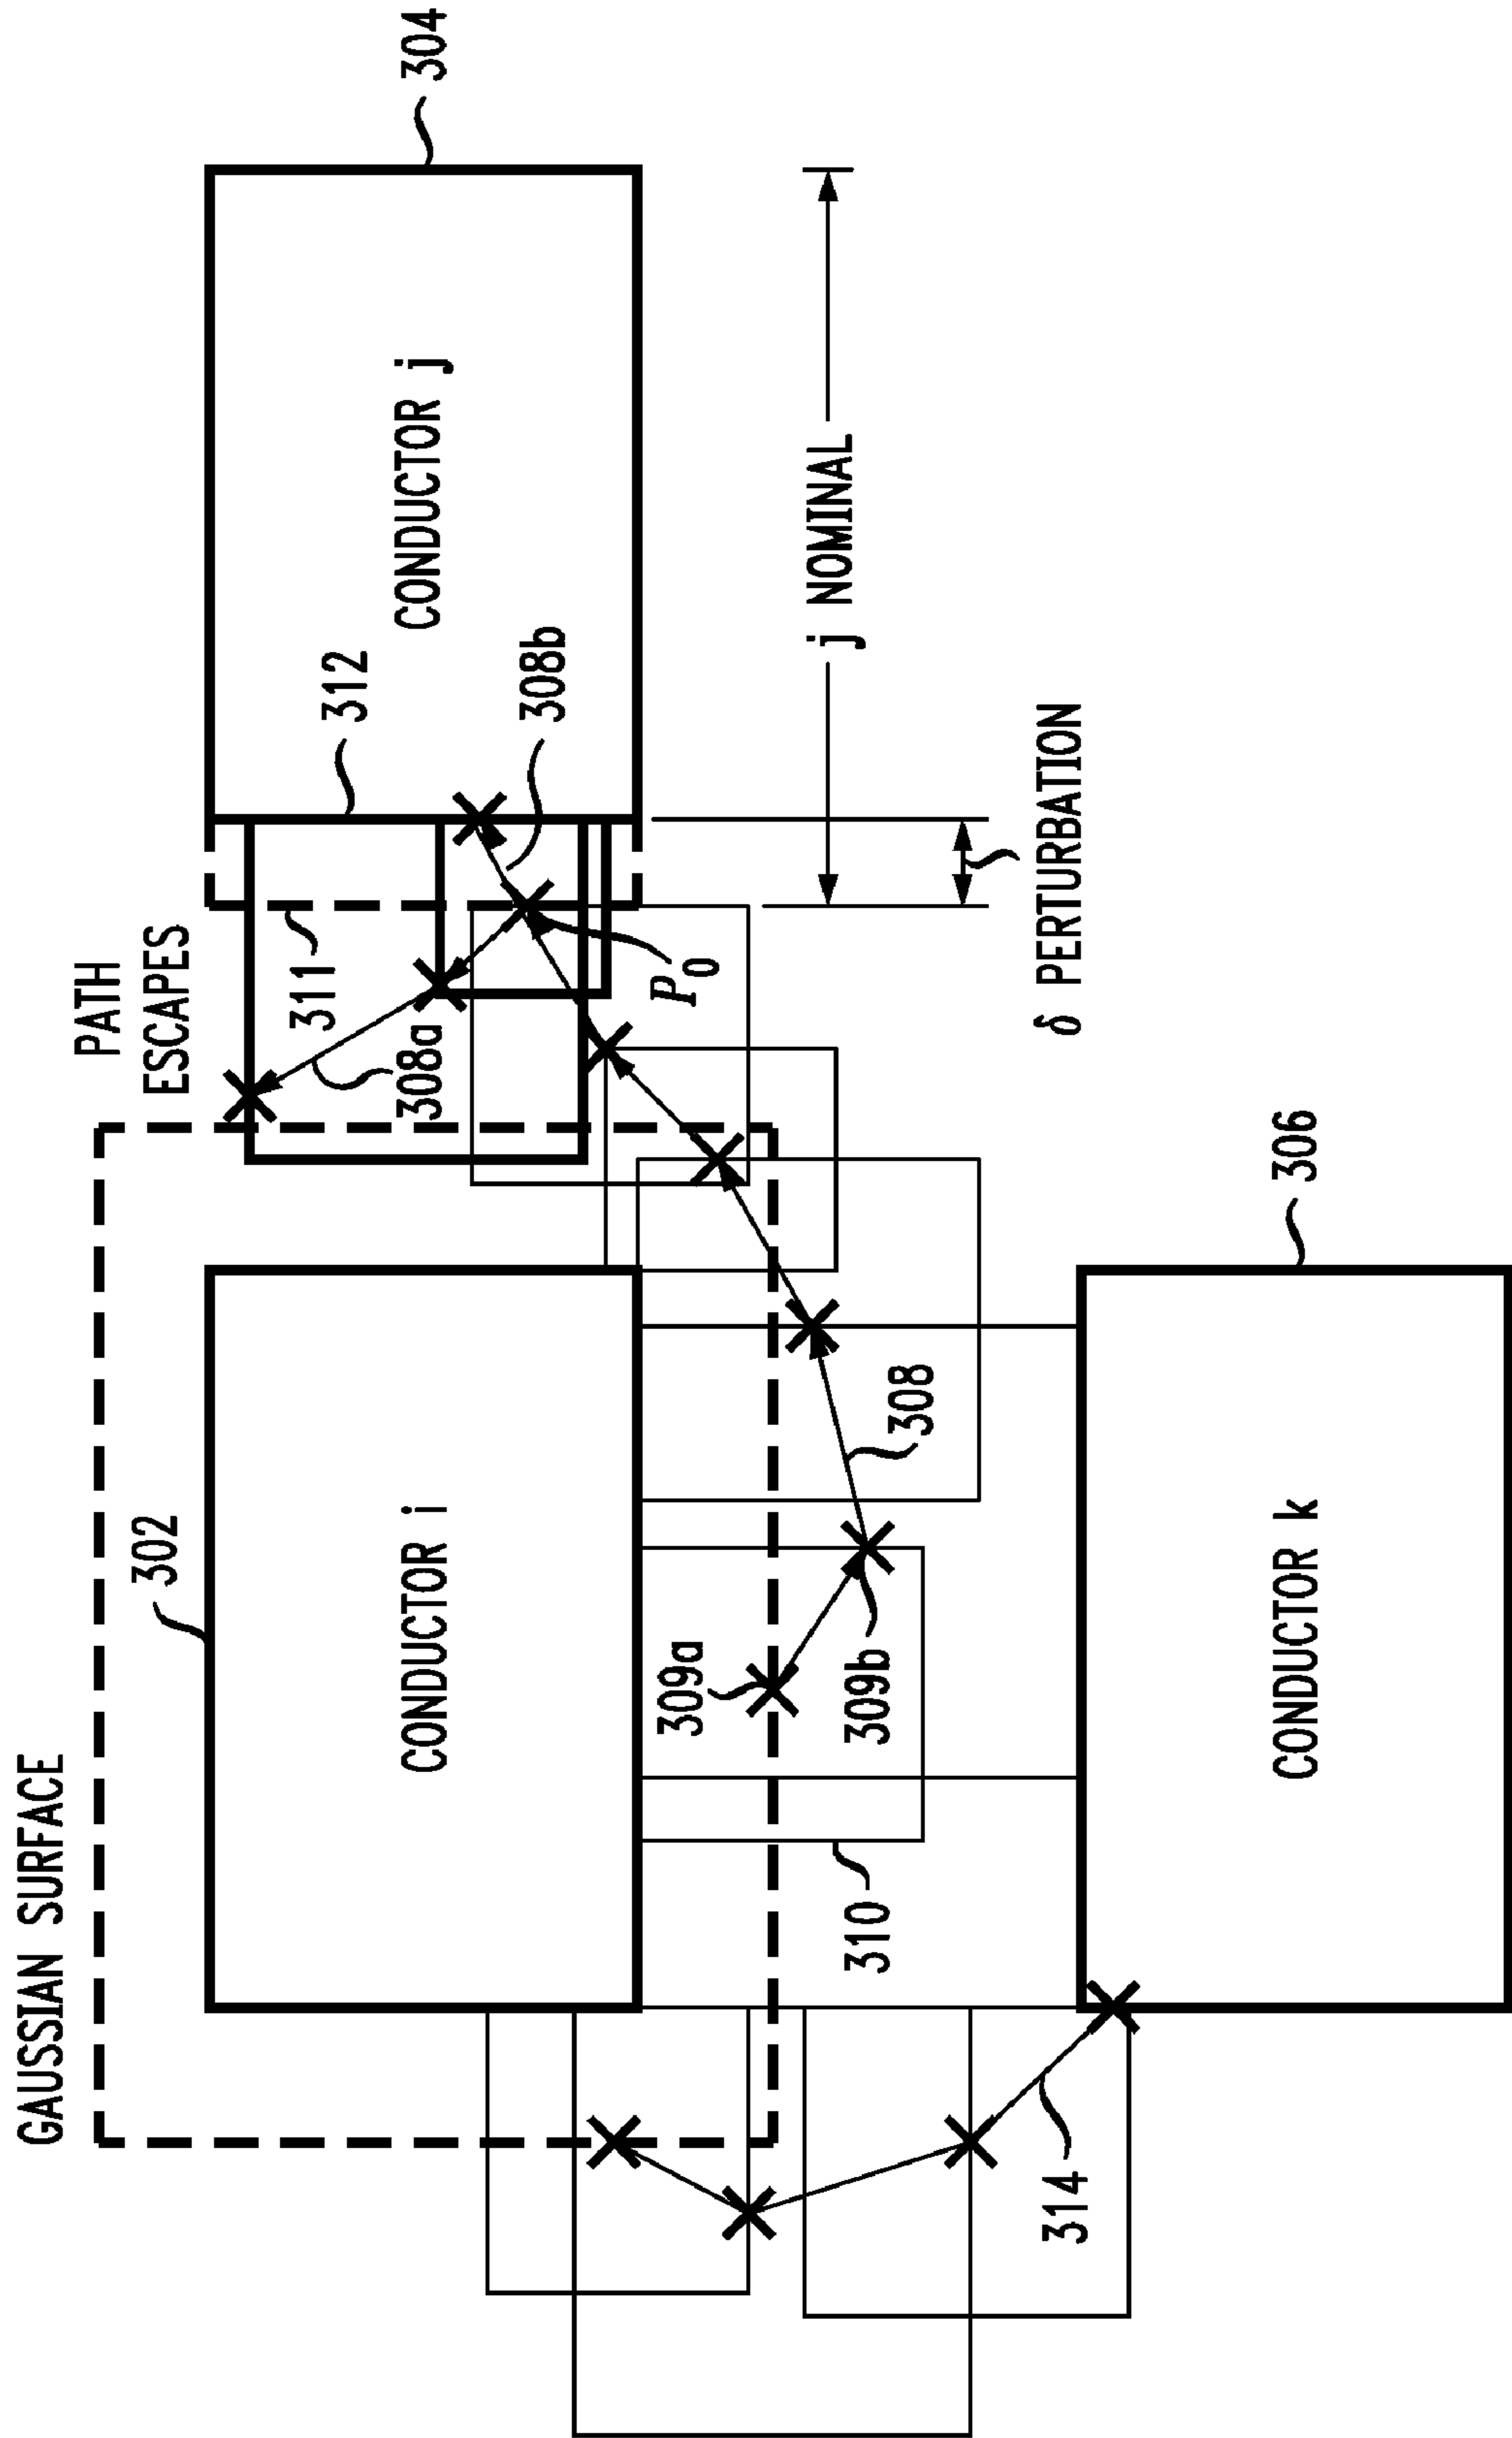 GAUSSIAN SURFACE
302
CONDUCTOR i
PATH
ESCAPES
311
308a
312
308b
CONDUCTOR j
304
P0
309a
309b
308
310
j NOMINAL
δ PERTURBATION
314
CONDUCTOR k
306